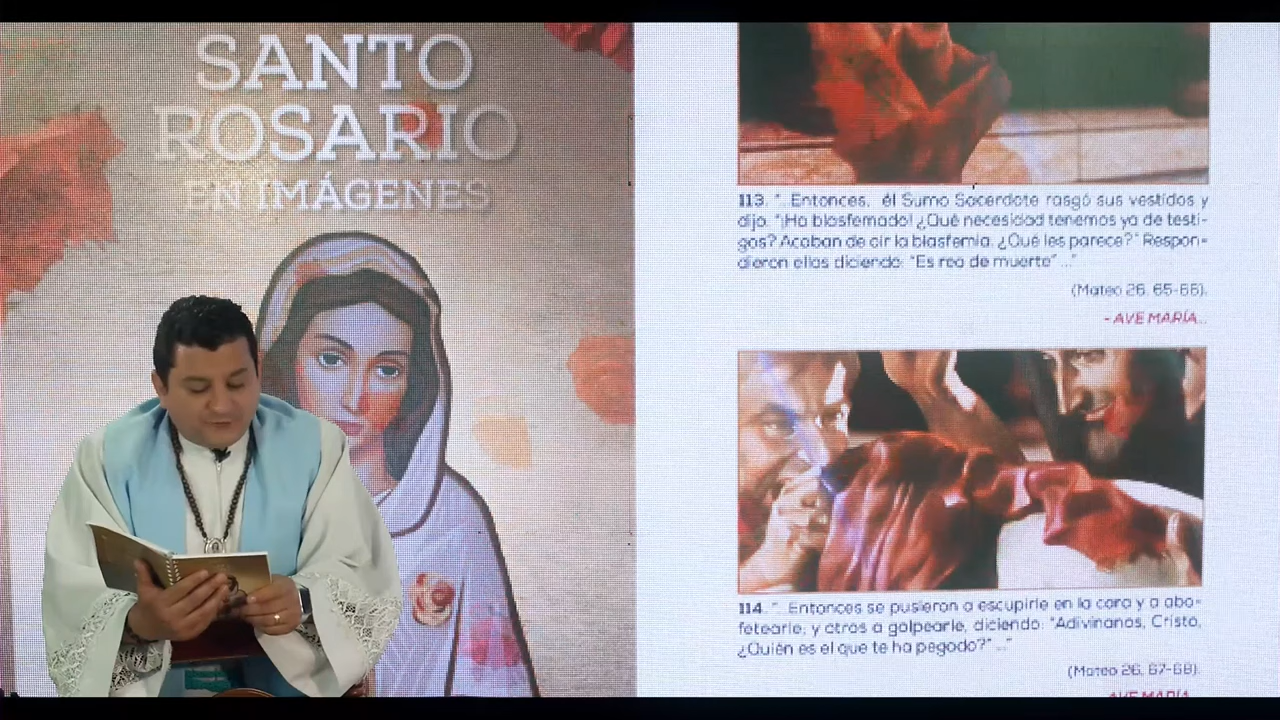 SANTO
ROSARIO
EN IMÁGENES
113. "...Entonces, él Sumo Sacerdote rasgó sus vestidos y
dijo: "¡Ha blasfemado! ¿Qué necesidad tenemos ya de testi-
gos? Acaban de oír la blasfemia. ¿Qué les parece?" Respon-
dieron ellos diciendo: "Es reo de muerte" ..."
(Mateo 26, 65-66).
- AVE MARÍA...
114. "...Entonces se pusieron a escupirle en la cara y a abo-
fetearle; y otros a golpearle, diciendo: "Adivínanos, Cristo,
¿Quién es el que te ha pegado?" ..."
(Mateo 26, 67-68).
- AVE MARÍA...